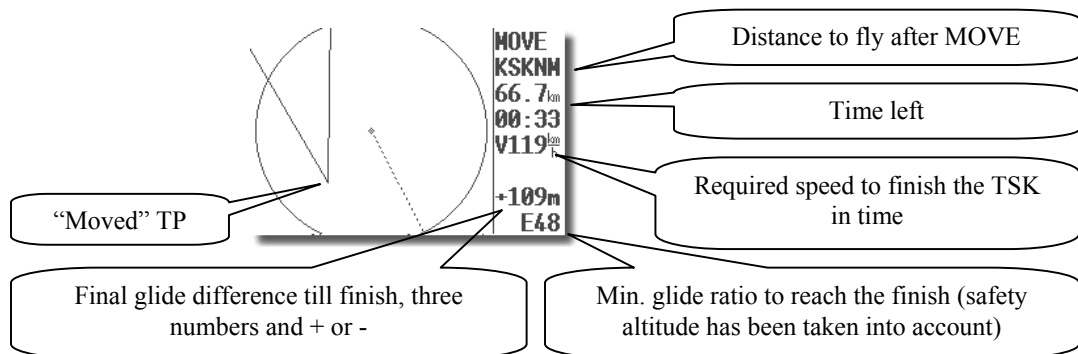 MOVE
KSKNM
66.7km
00:33
V119km/h
+109m
E48
Distance to fly after MOVE
Time left
Required speed to finish the TSK
in time
“Moved” TP
Final glide difference till finish, three
numbers and + or -
Min. glide ratio to reach the finish (safety
altitude has been taken into account)